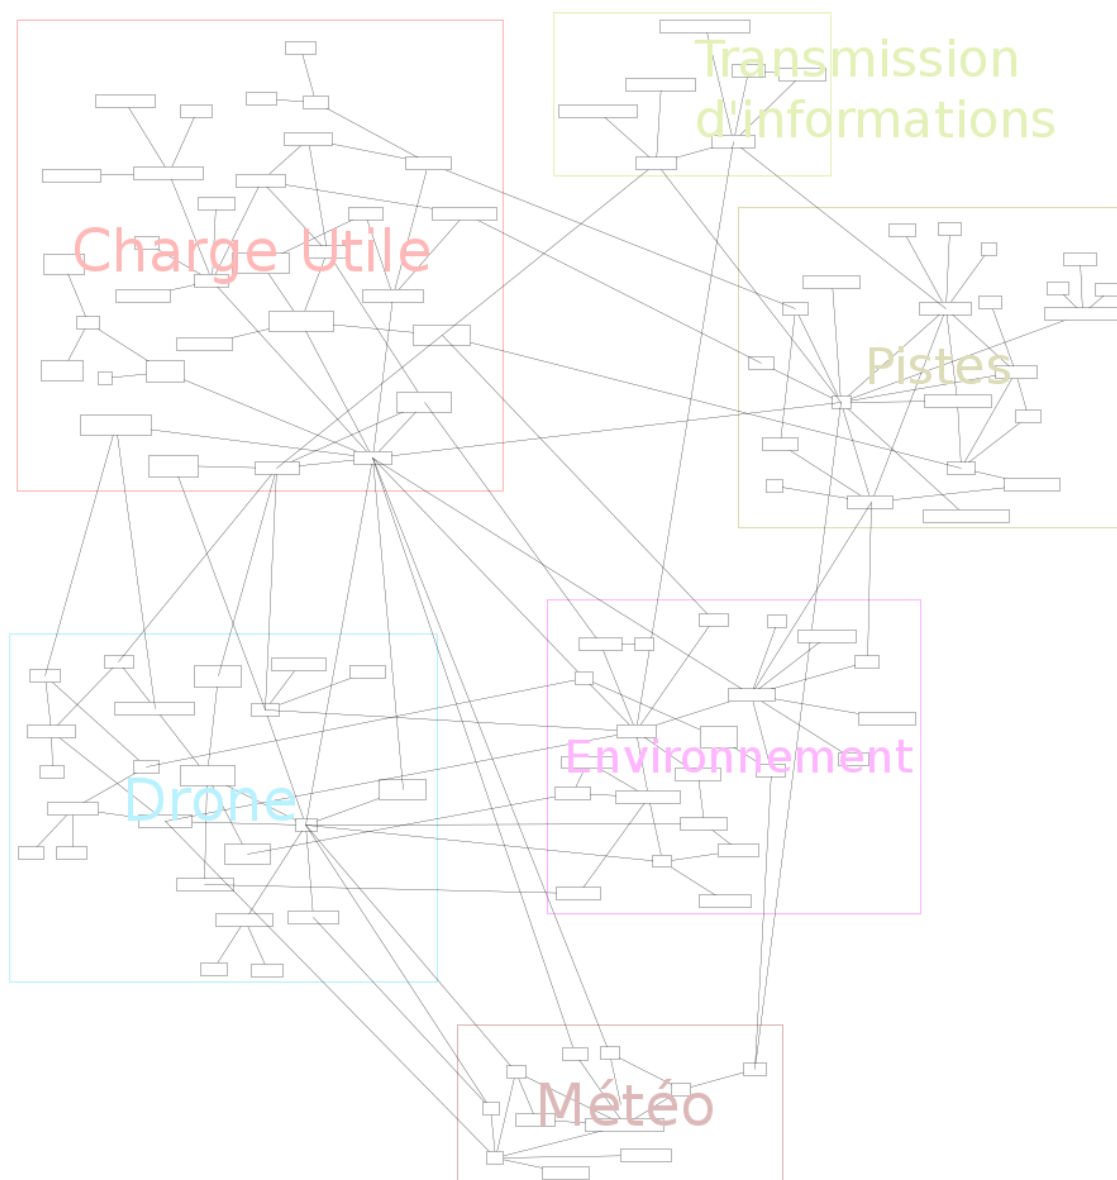 Transmission
d'informations
Charge Utile
Pistes
Environnement
Drone
Météo